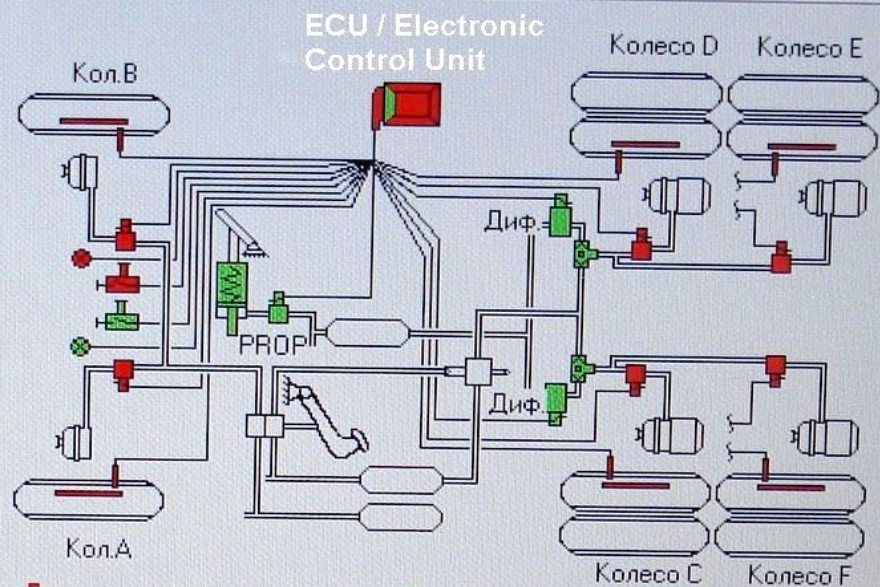 ECU / Electronic
Control Unit
Кол.В
Колесо D
Колесо Е
Диф.
PROP
Диф.
Кол.А
Колесо С
Колесо F